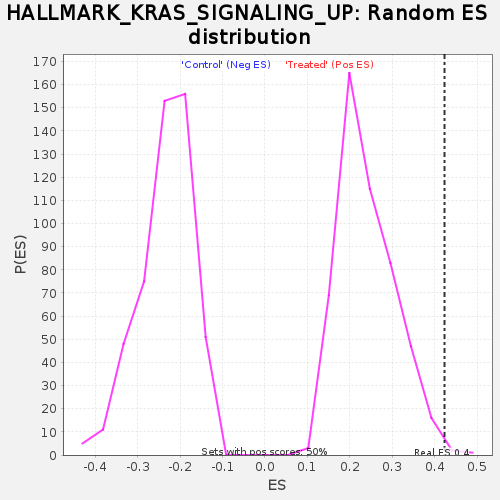 HALLMARK_KRAS_SIGNALING_UP: Random ES
distribution
'Control' (Neg ES) 'Treated' (Pos ES)
170
160
150
140
130
120
110
100
90
80
70
60
50
40
30
20
10
0
P(ES)
Sets with pos scores: 50%
Real ES 0.4
-0.4 -0.3 -0.2 -0.1 0.0 0.1 0.2 0.3 0.4 0.5
ES